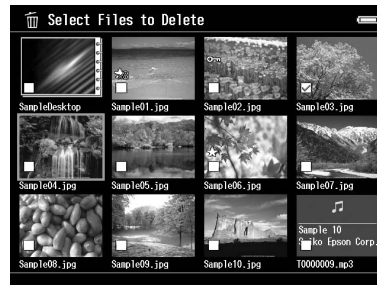 Select Files to Delete
SampleDesktop
Sample01.jpg
Sample02.jpg
Sample03.jpg
Sample04.jpg
Sample05.jpg
Sample06.jpg
Sample07.jpg
Sample 10
Seiko Epson Corp.
Sample08.jpg
Sample09.jpg
Sample10.jpg
T0000009.mp3